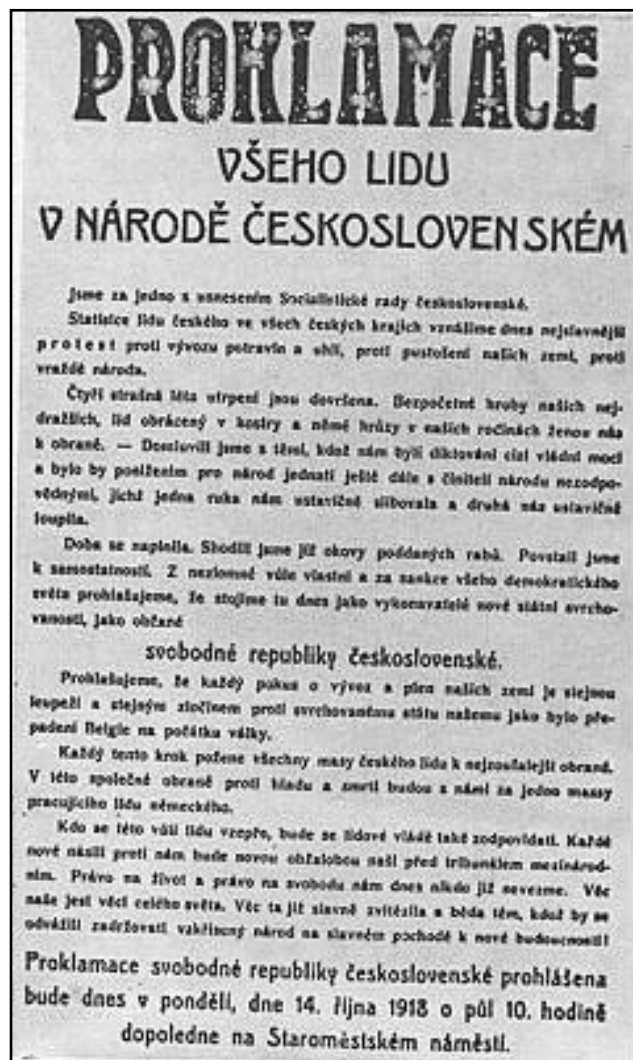 PROKLAMACE
VŠEHO LIDU
V NÁRODĚ ČESKOSLOVENSKÉM
Jsme za jedno s usnesením Socialistické rady československé.
Statisíce lidu českého ve všech českých krajích vznášíme dnes nejslavnější
protest proti vývozu potravin a uhlí, proti pustošení našich zemí, proti
vraždě národa.
Čtyři strašná léta utrpení jsou dovršena. Bezpočetné hroby našich nej-
dražších, lid obrácený v kostry a němé hrůzy v našich rodinách ženou nás
k obraně. — Domluvili jsme s těmi, kdož nám byli diktováni cizí vládní mocí
a bylo by ponížením pro národ jednati ještě dále s činiteli národu nezodpo-
vědnými, jichž jedna ruka nám ustavičně slibovala a druhá nás ustavičně
loupila.
Doba se naplnila. Shodili jsme již okovy poddaných rabů. Povstali jsme
k samostatnosti. Z nezlomné vůle vlastní a za sankce všeho demokratického
světa prohlašujeme, že stojíme tu dnes jako vykonavatelé nové státní svrcho-
vanosti, jako občané
svobodné republiky československé.
Prohlašujeme, že každý pokus o vývoz a plen našich zemí je stejnou
loupeží a stejným zločinem proti svrchovanému státu našemu jako bylo pře-
padení Belgie na počátku války.
Každý tento krok požene všechny masy českého lidu k nejzoufalejší obraně.
V této společné obraně proti hladu a smrti budou s námi za jedno massy
pracujícího lidu německého.
Kdo se této vůli lidu vzepře, bude se lidové vládě také zodpovídati. Každé
nové násilí proti nám bude novou obžalobou naší před tribunálem mezinárod-
ním. Právo na život a právo na svobodu nám dnes nikdo již nevezme. Věc
naše jest věcí celého světa. Věc ta již slavně zvítězila a běda těm, kdož by se
odvážili zadržovati vzkříšený národ na slavném pochodě k nové budoucnosti!
Proklamace svobodné republiky československé prohlášena
bude dnes v pondělí, dne 14. října 1918 o půl 10. hodině
dopoledne na Staroměstském náměstí.